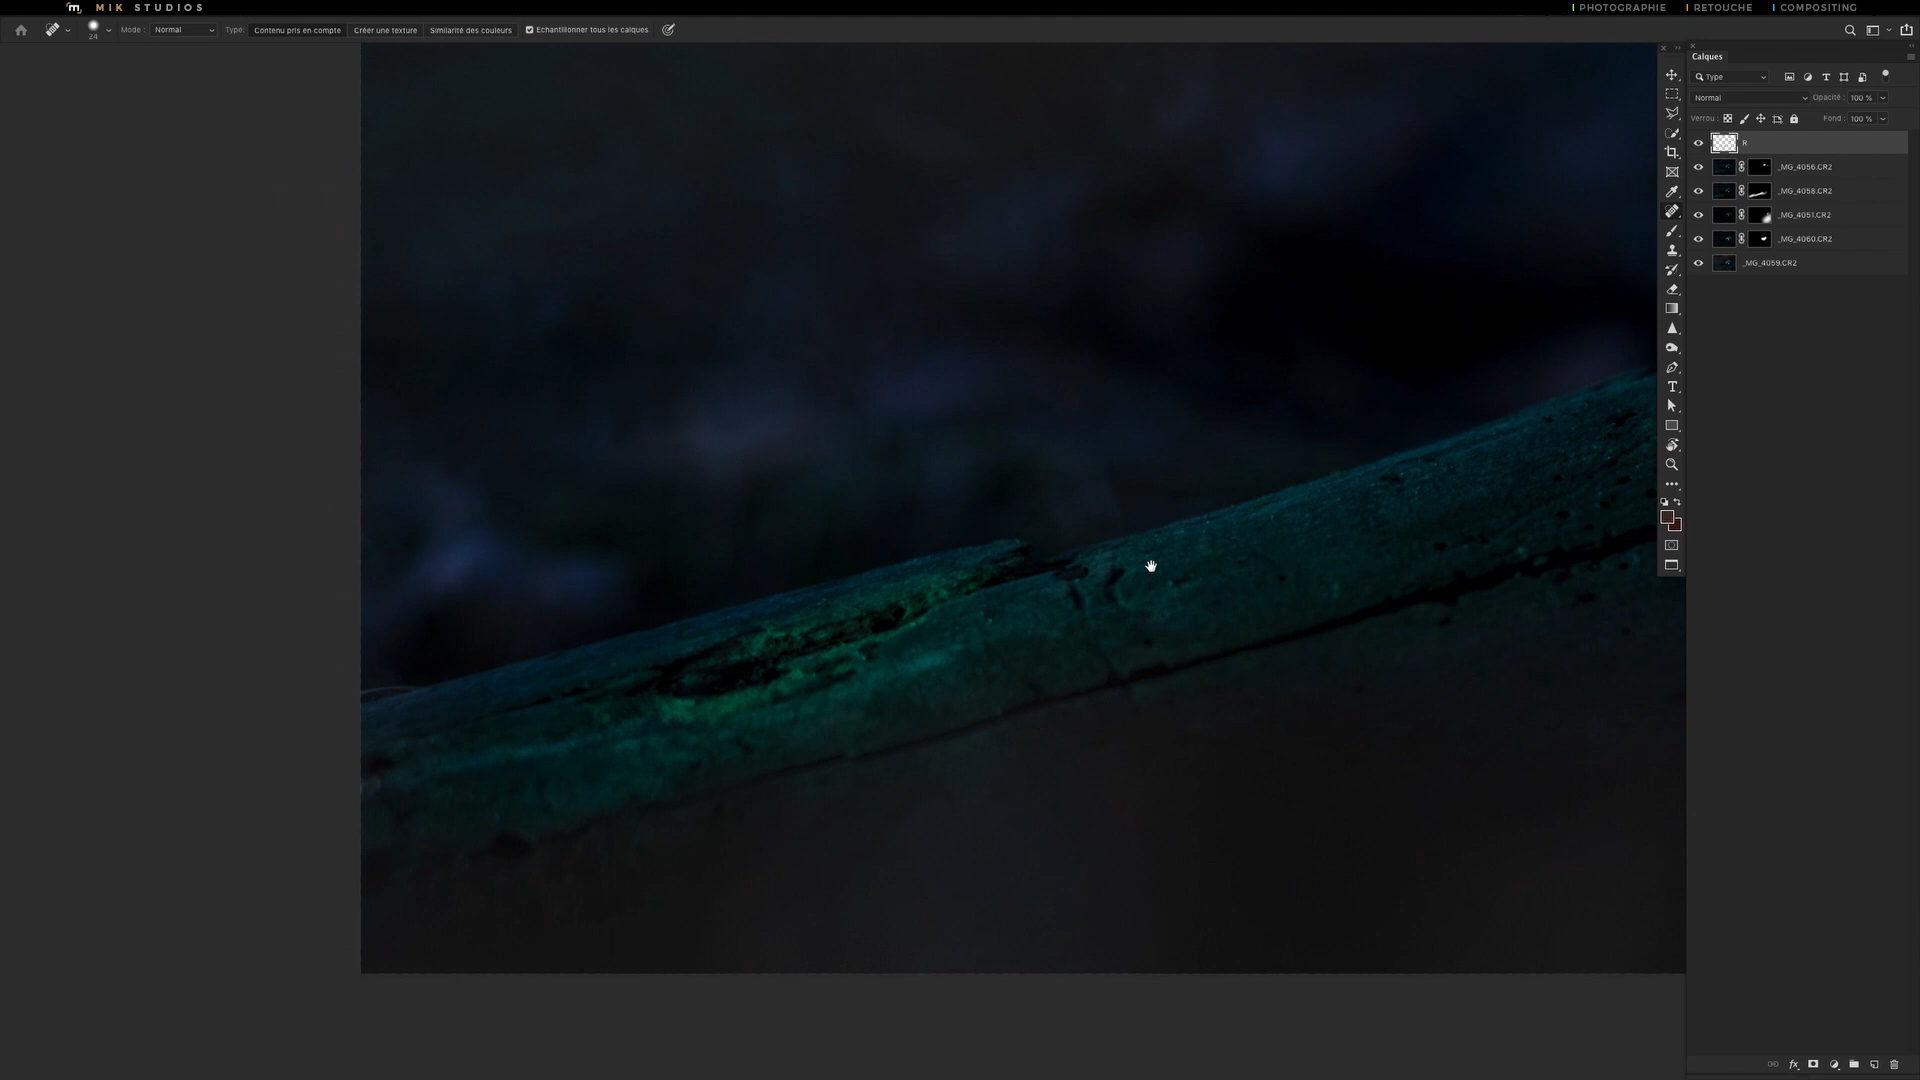 MIK STUDIOS
PHOTOGRAPHIE RETOUCHE COMPOSITING
24
Mode : Normal Type: Contenu pris en compte Créer une texture Similarité des couleurs Echantillonner tous les calques
Calques
Type
Normal Opacité : 100 %
Verrou : Fond : 100 %
R
_MG_4056.CR2
_MG_4058.CR2
_MG_4051.CR2
_MG_4060.CR2
_MG_4059.CR2